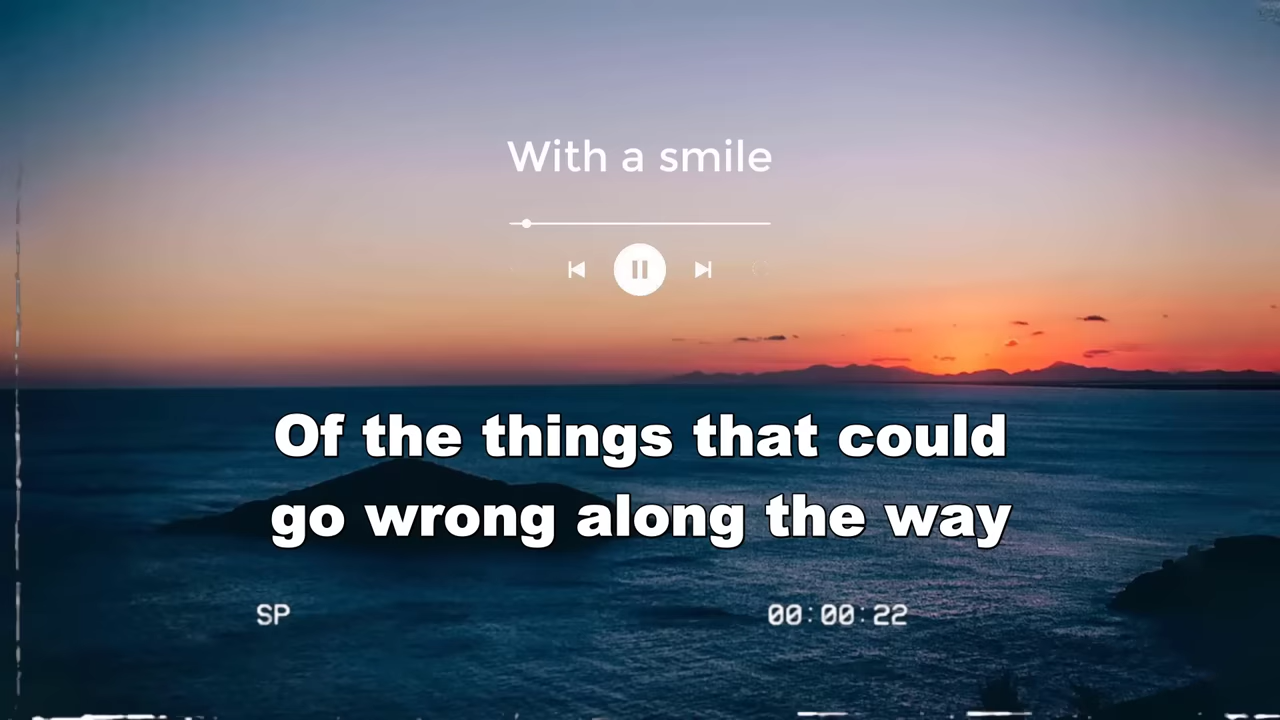 With a smile
Of the things that could
go wrong along the way
SP
00:00:22